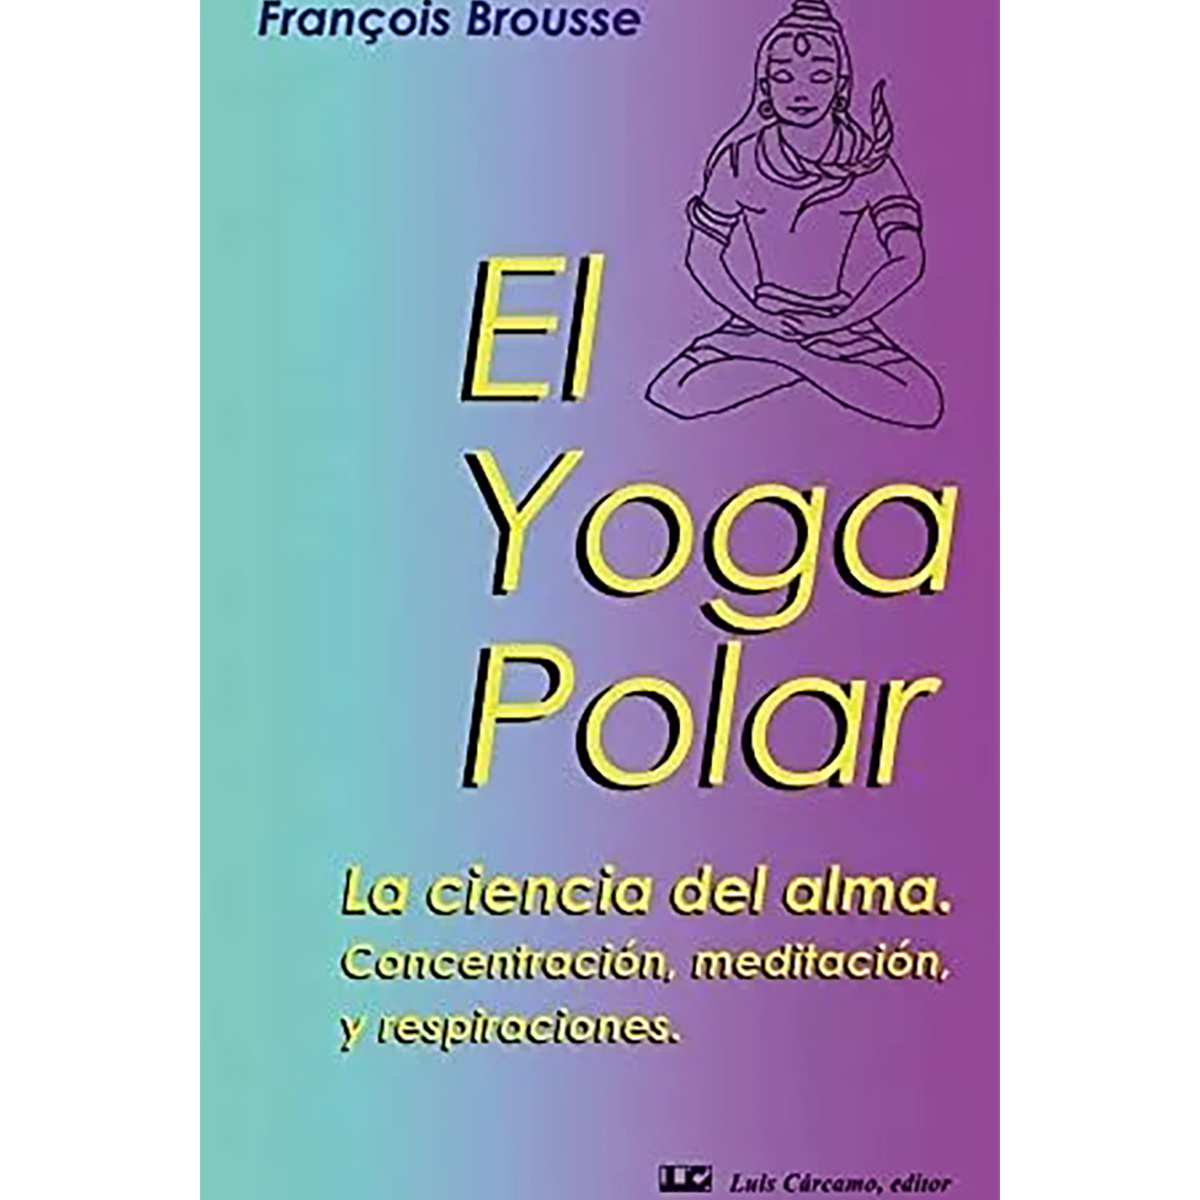 François Brousse
El
Yoga
Polar
La ciencia del alma.
Concentración, meditación,
y respiraciones.
Luis Cárcamo, editor